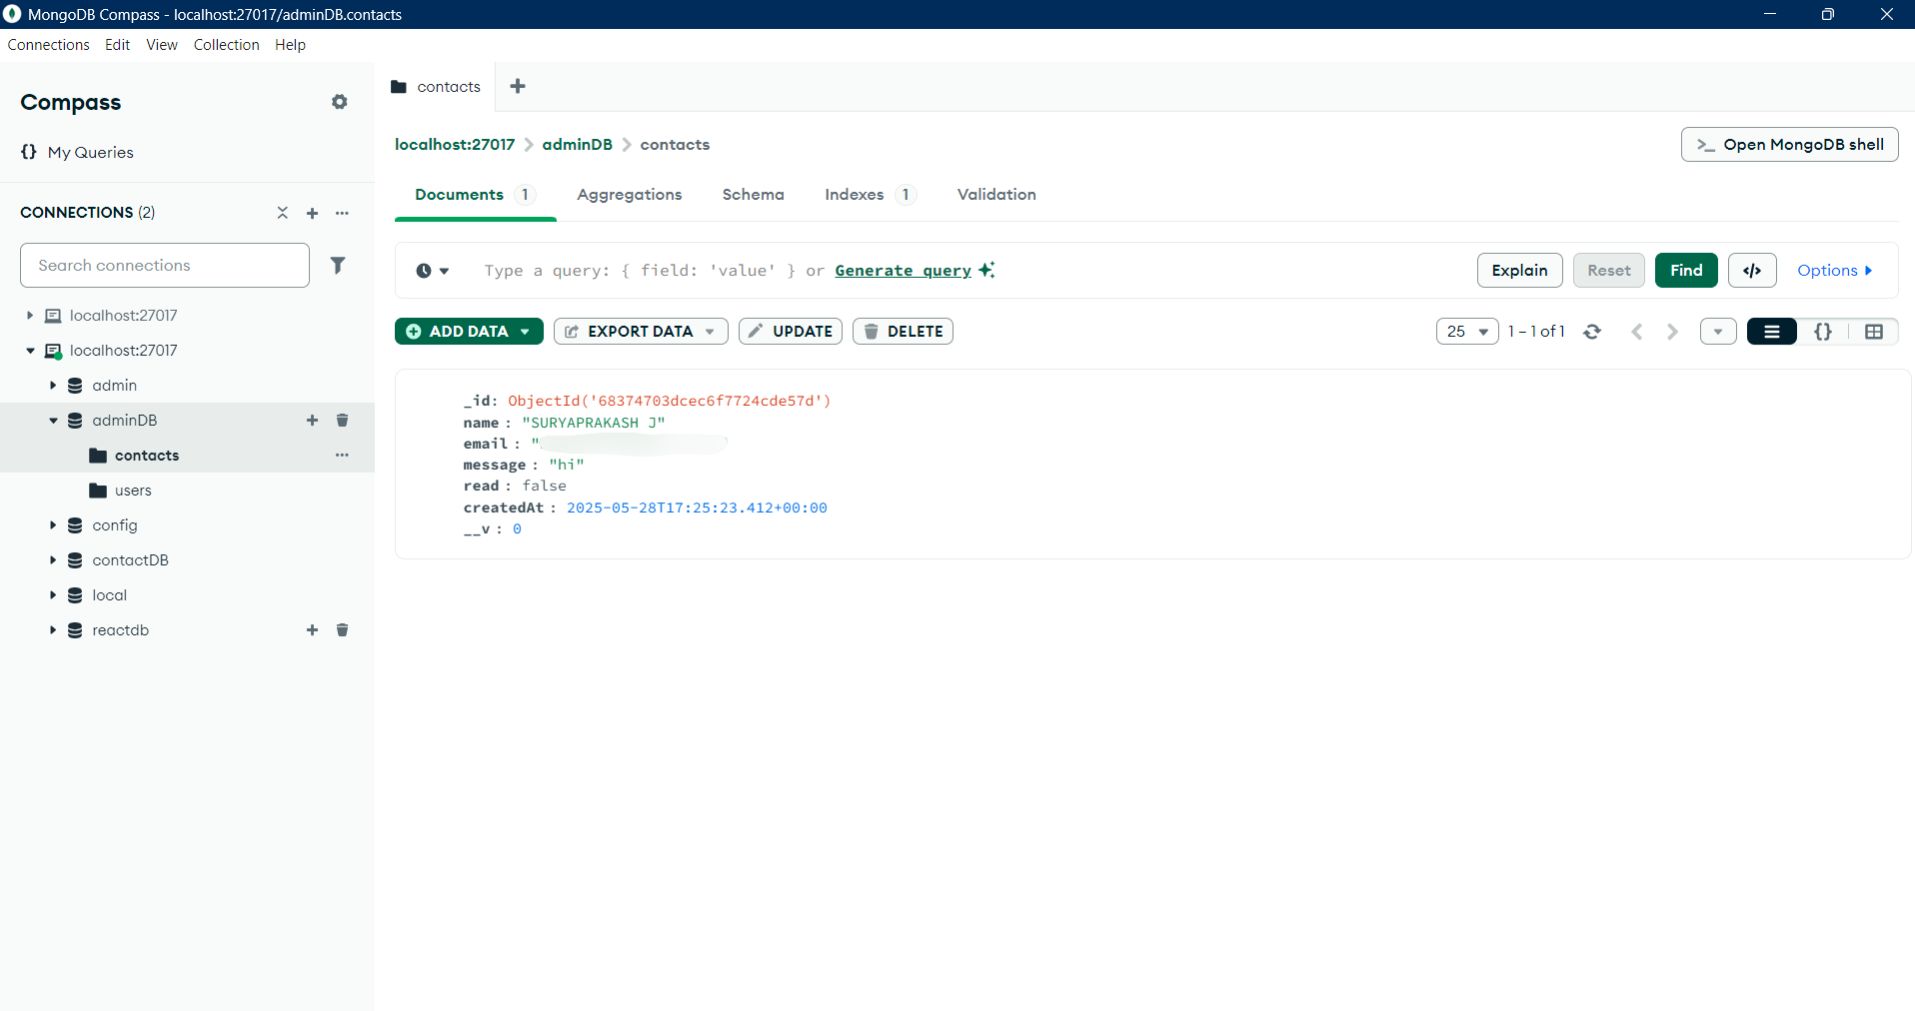 MongoDB Compass - localhost:27017/adminDB.contacts
Connections Edit View Collection Help
Compass
{} My Queries
CONNECTIONS (2)
Search connections
localhost:27017
localhost:27017
admin
adminDB
contacts
users
config
contactDB
local
reactdb
contacts
localhost:27017 > adminDB > contacts
>_ Open MongoDB shell
Documents 1 Aggregations Schema Indexes 1 Validation
Type a query: { field: 'value' } or Generate query
Explain Reset Find </> Options
ADD DATA EXPORT DATA UPDATE DELETE
25 1 – 1 of 1 {}
_id: ObjectId('68374703dcec6f7724cde57d')
name : "SURYAPRAKASH J"
email : "
message : "hi"
read : false
createdAt : 2025-05-28T17:25:23.412+00:00
__v : 0